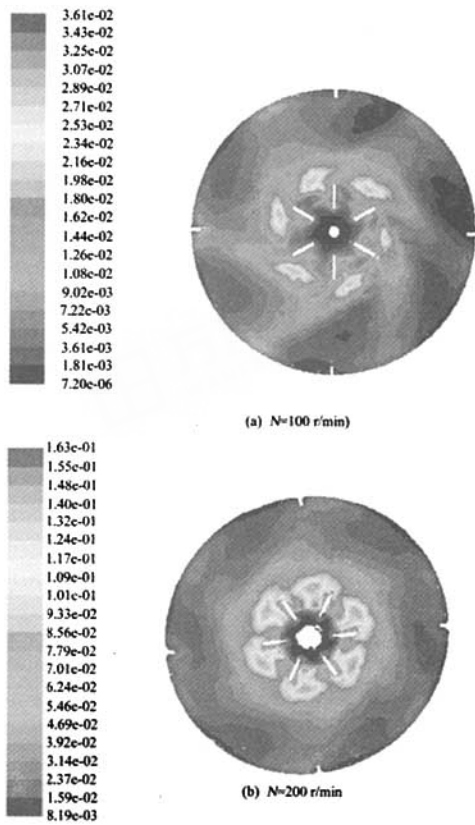 3.61e-02
3.43e-02
3.25e-02
3.07e-02
2.89e-02
2.71e-02
2.53e-02
2.34e-02
2.16e-02
1.98e-02
1.80e-02
1.62e-02
1.44e-02
1.26e-02
1.08e-02
9.02e-03
7.22e-03
5.42e-03
3.61e-03
1.81e-03
7.20e-06
(a) N=100 r/min)
1.63e-01
1.55e-01
1.48e-01
1.40e-01
1.32e-01
1.24e-01
1.17e-01
1.09e-01
1.01e-01
9.33e-02
8.56e-02
7.79e-02
7.01e-02
6.24e-02
5.46e-02
4.69e-02
3.92e-02
3.14e-02
2.37e-02
1.59e-02
8.19e-03
(b) N=200 r/min